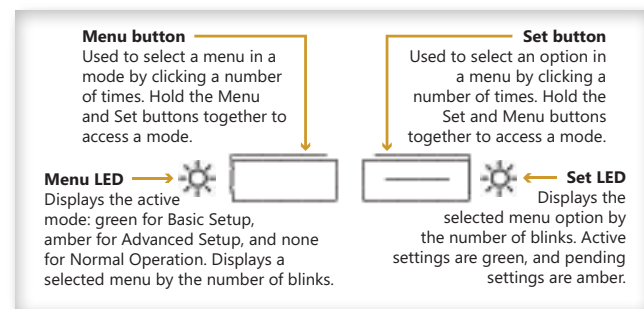 Menu button
Used to select a menu in a
mode by clicking a number
of times. Hold the Menu
and Set buttons together to
access a mode.
Set button
Used to select an option in
a menu by clicking a
number of times. Hold the
Set and Menu buttons
together to access a mode.
Menu LED
Displays the active
mode: green for Basic Setup,
amber for Advanced Setup, and none
for Normal Operation. Displays a
selected menu by the number of blinks.
Set LED
Displays the
selected menu option by
the number of blinks. Active
settings are green, and pending
settings are amber.